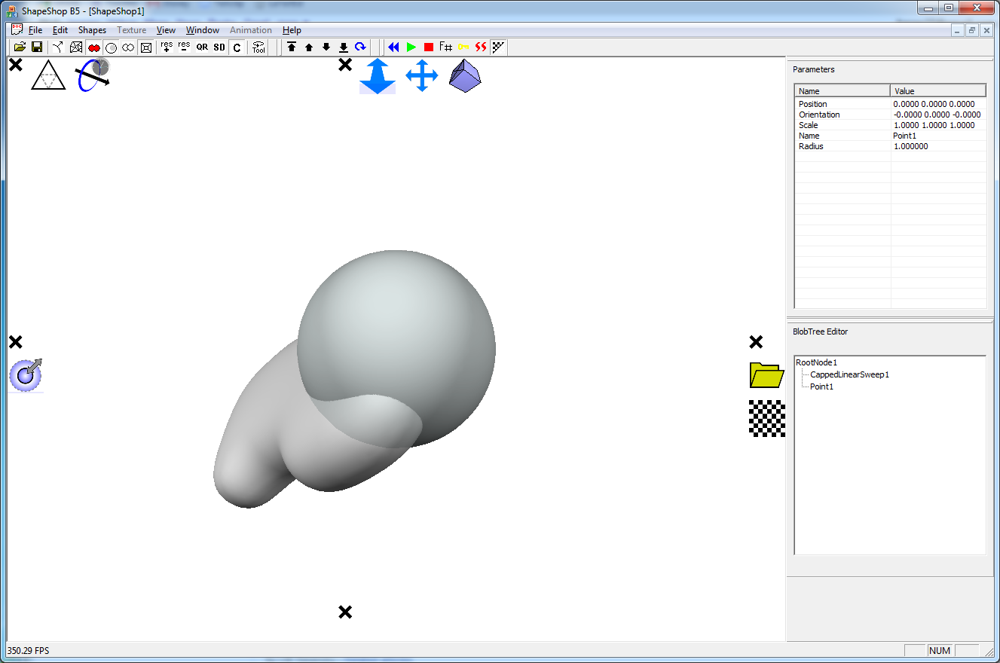 ShapeShop B5 - [ShapeShop1]
File Edit Shapes Texture View Window Animation Help
res res QR SD C Tool F# SS
Parameters
Name Value
Position 0.0000 0.0000 0.0000
Orientation -0.0000 0.0000 -0.0000
Scale 1.0000 1.0000 1.0000
Name Point1
Radius 1.000000
BlobTree Editor
RootNode1
CappedLinearSweep1
Point1
350.29 FPS
NUM